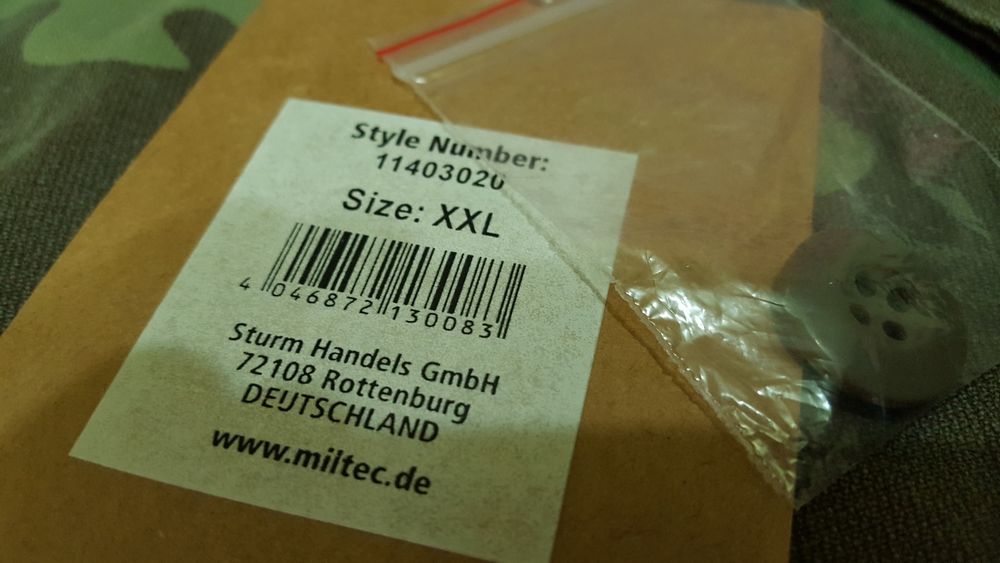 Style Number:
11403020
Size: XXL
4 046872 130083
Sturm Handels GmbH
72108 Rottenburg
DEUTSCHLAND
www.miltec.de